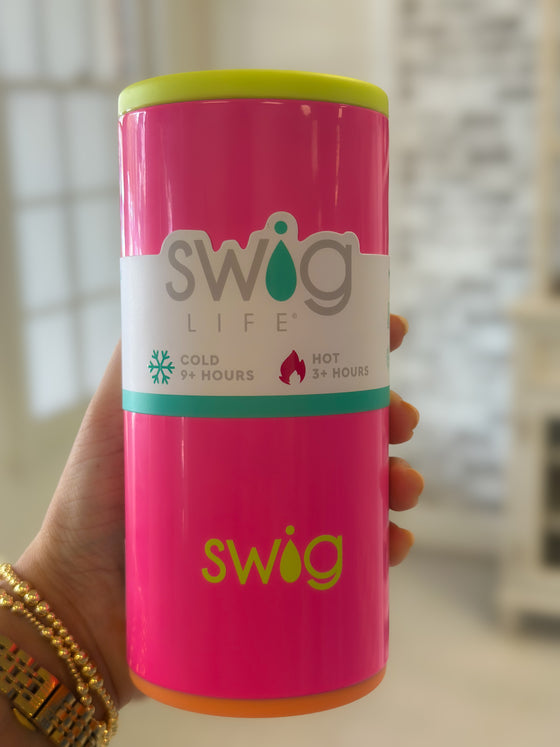 swig
LIFE®
COLD
9+ HOURS
HOT
3+ HOURS
swig